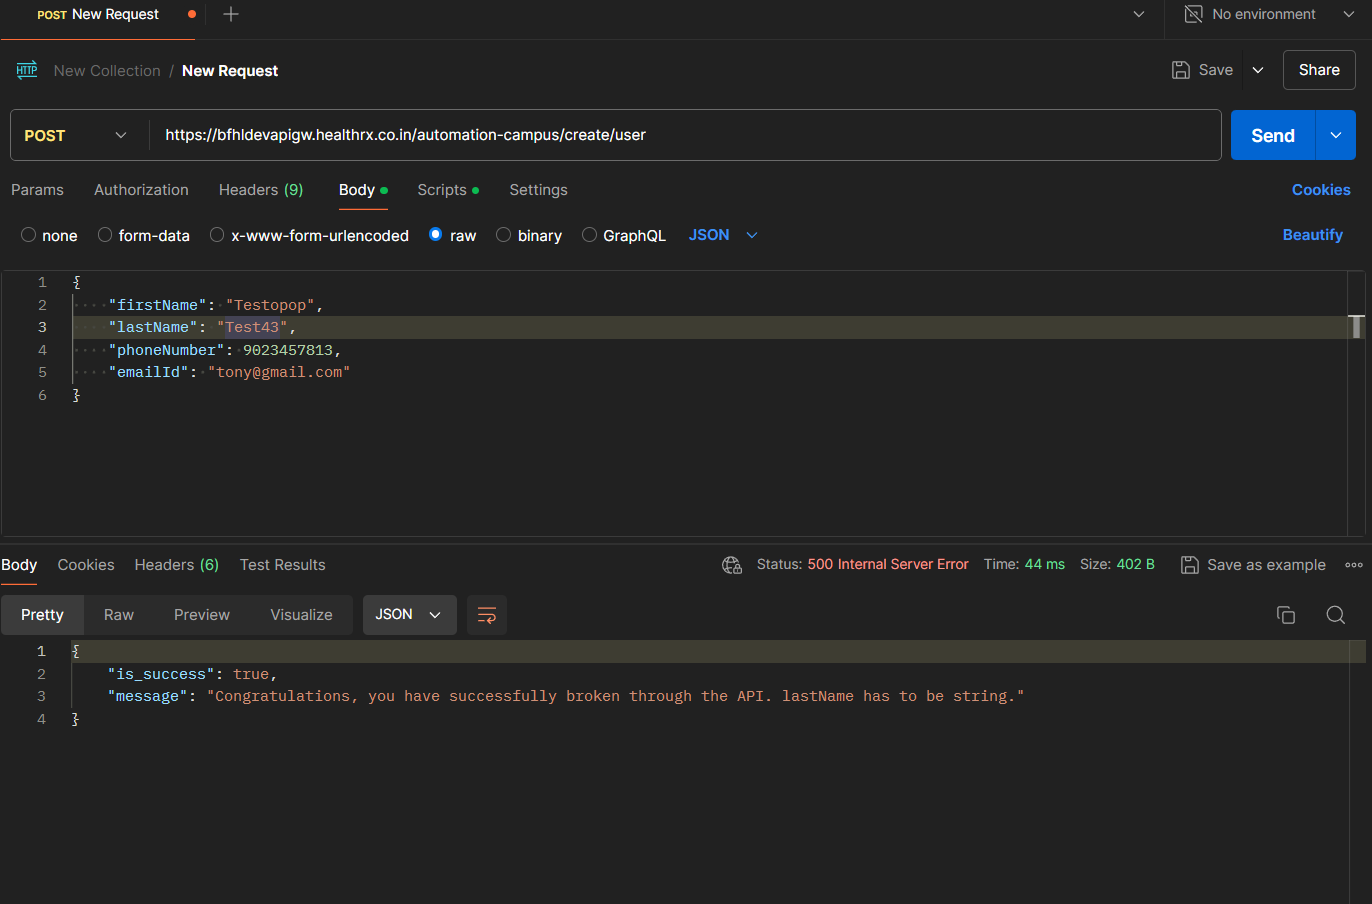 POST New Request
No environment
HTTP New Collection / New Request
Save
Share
POST
https://bfhldevapigw.healthrx.co.in/automation-campus/create/user
Send
Params Authorization Headers (9) Body Scripts Settings
Cookies
none form-data x-www-form-urlencoded raw binary GraphQL JSON
Beautify
1 {
2 "firstName": "Testopop",
3 "lastName": "Test43",
4 "phoneNumber": 9023457813,
5 "emailId": "tony@gmail.com"
6 }
Body Cookies Headers (6) Test Results
Status: 500 Internal Server Error Time: 44 ms Size: 402 B
Save as example
Pretty Raw Preview Visualize JSON
1 {
2 "is_success": true,
3 "message": "Congratulations, you have successfully broken through the API. lastName has to be string."
4 }